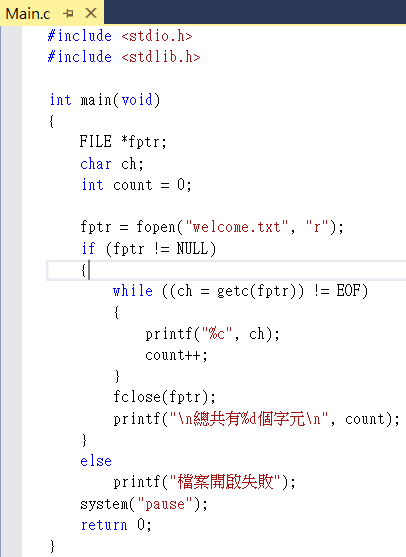 Main.c
#include <stdio.h>
#include <stdlib.h>
int main(void)
{
FILE *fptr;
char ch;
int count = 0;
fptr = fopen("welcome.txt", "r");
if (fptr != NULL)
{
while ((ch = getc(fptr)) != EOF)
{
printf("%c", ch);
count++;
}
fclose(fptr);
printf("\n總共有%d個字元\n", count);
}
else
printf("檔案開啟失敗");
system("pause");
return 0;
}